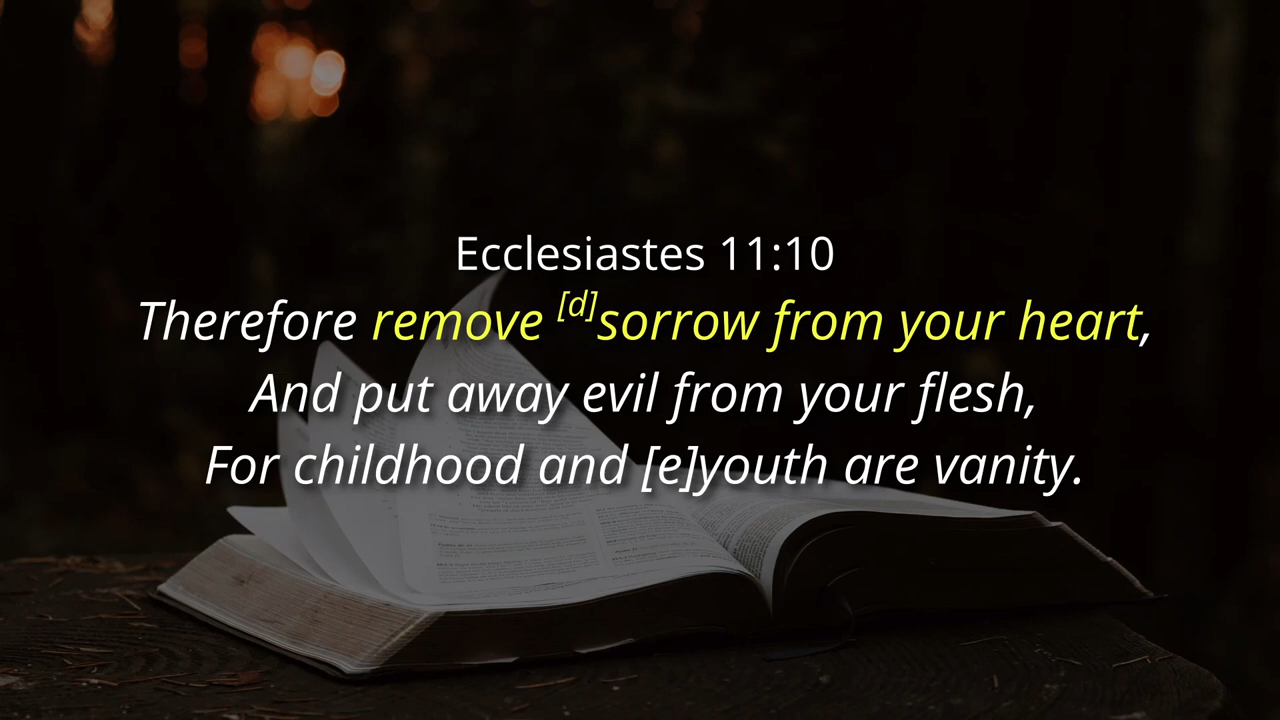 Ecclesiastes 11:10
Therefore remove [d]sorrow from your heart,
And put away evil from your flesh,
For childhood and [e]youth are vanity.